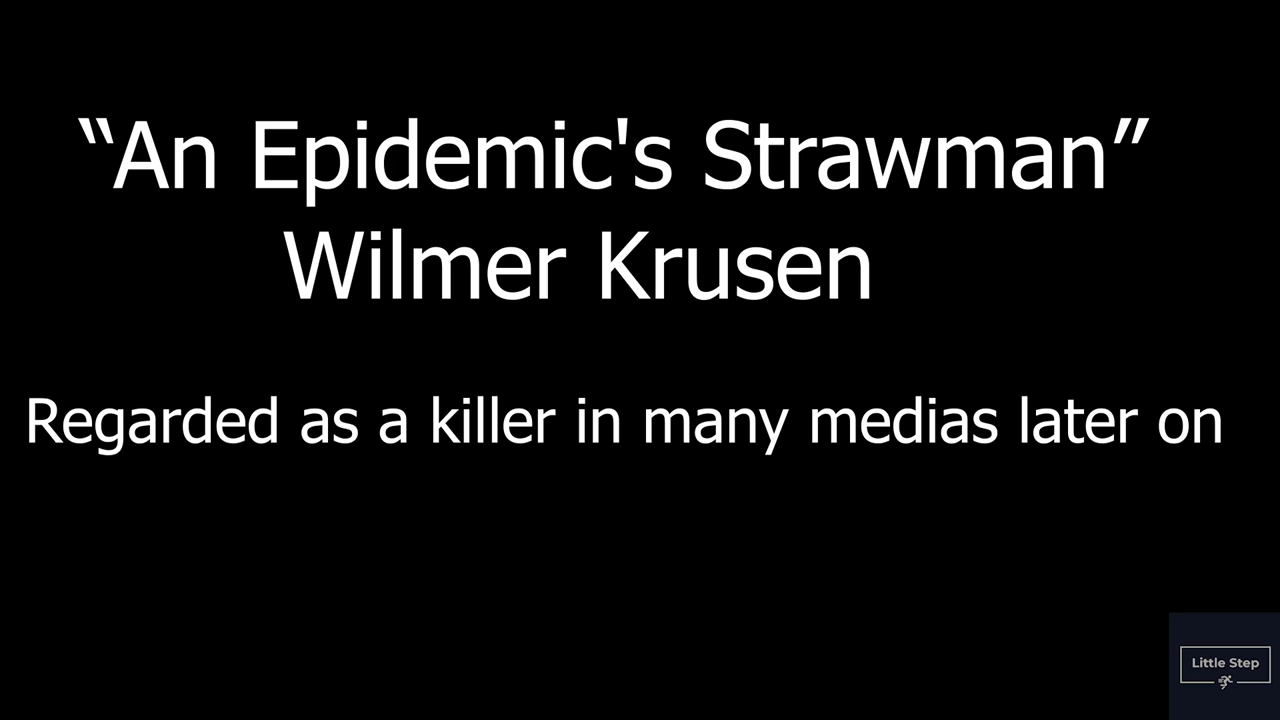 “An Epidemic's Strawman”
Wilmer Krusen
Regarded as a killer in many medias later on
Little Step